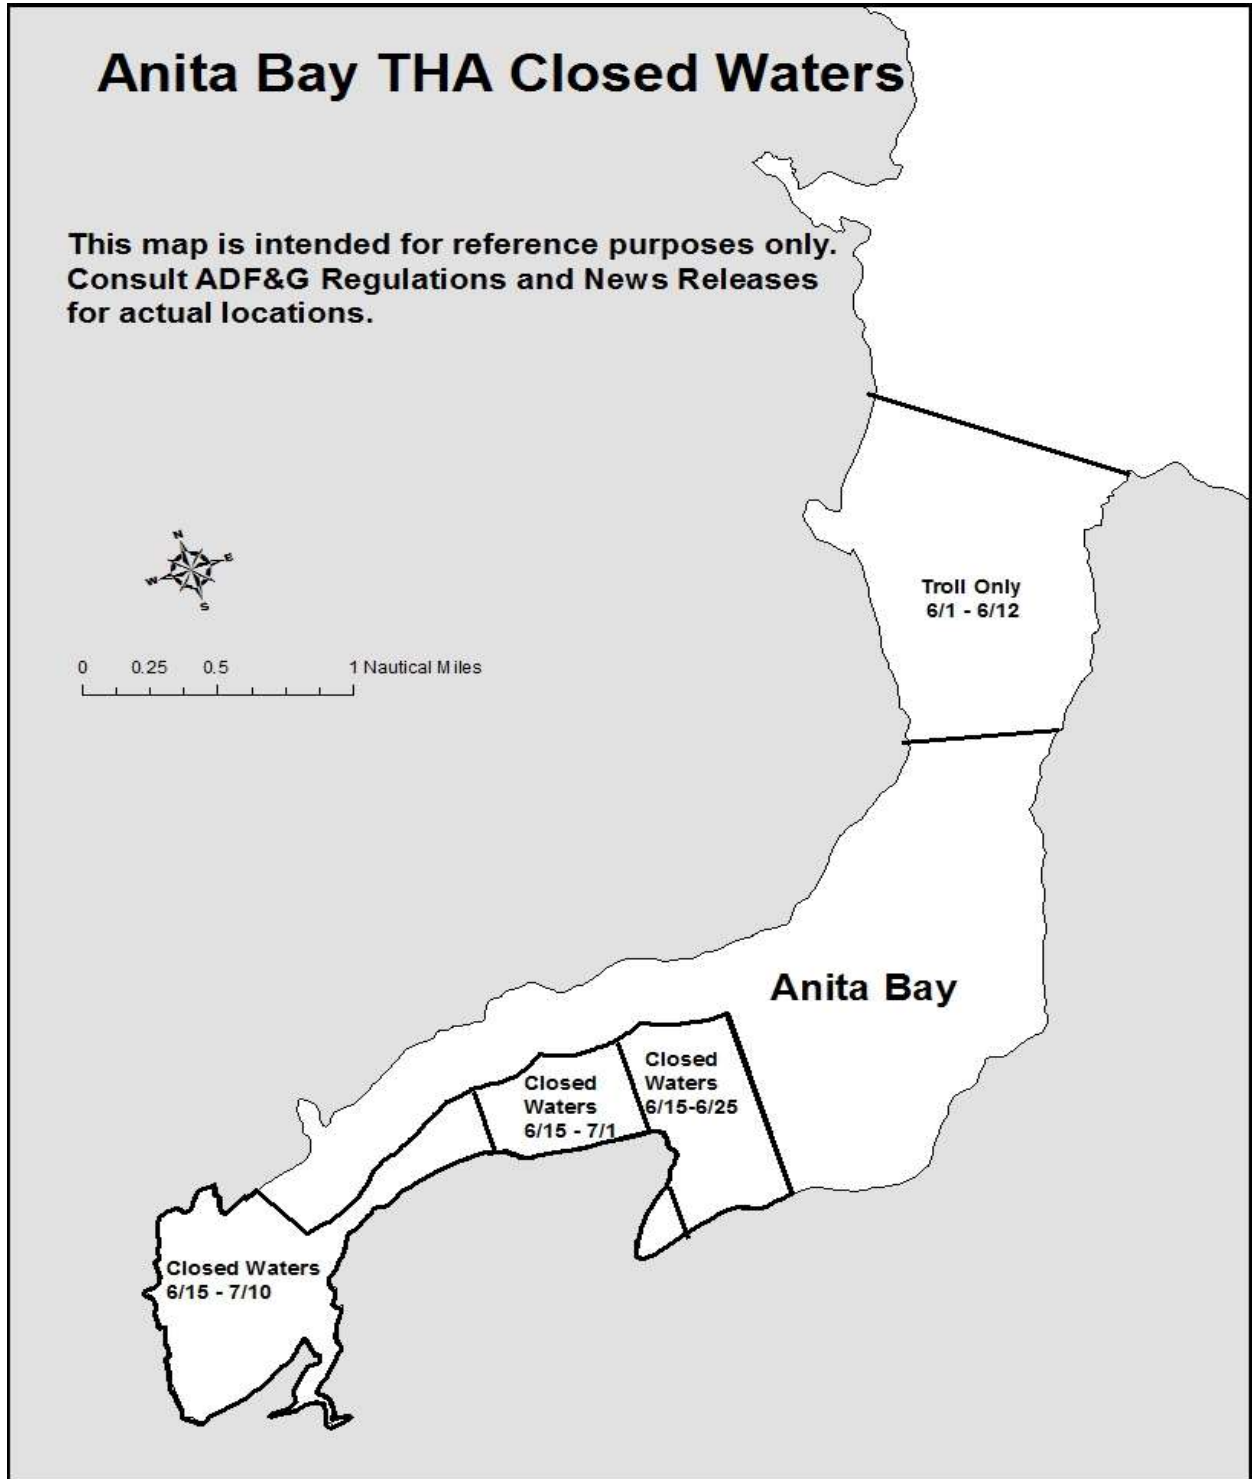 Anita Bay THA Closed Waters
This map is intended for reference purposes only.
Consult ADF&G Regulations and News Releases
for actual locations.
N
E
W
S
0 0.25 0.5 1 Nautical Miles
Troll Only
6/1 - 6/12
Anita Bay
Closed
Waters
6/15-6/25
Closed
Waters
6/15 - 7/1
Closed Waters
6/15 - 7/10